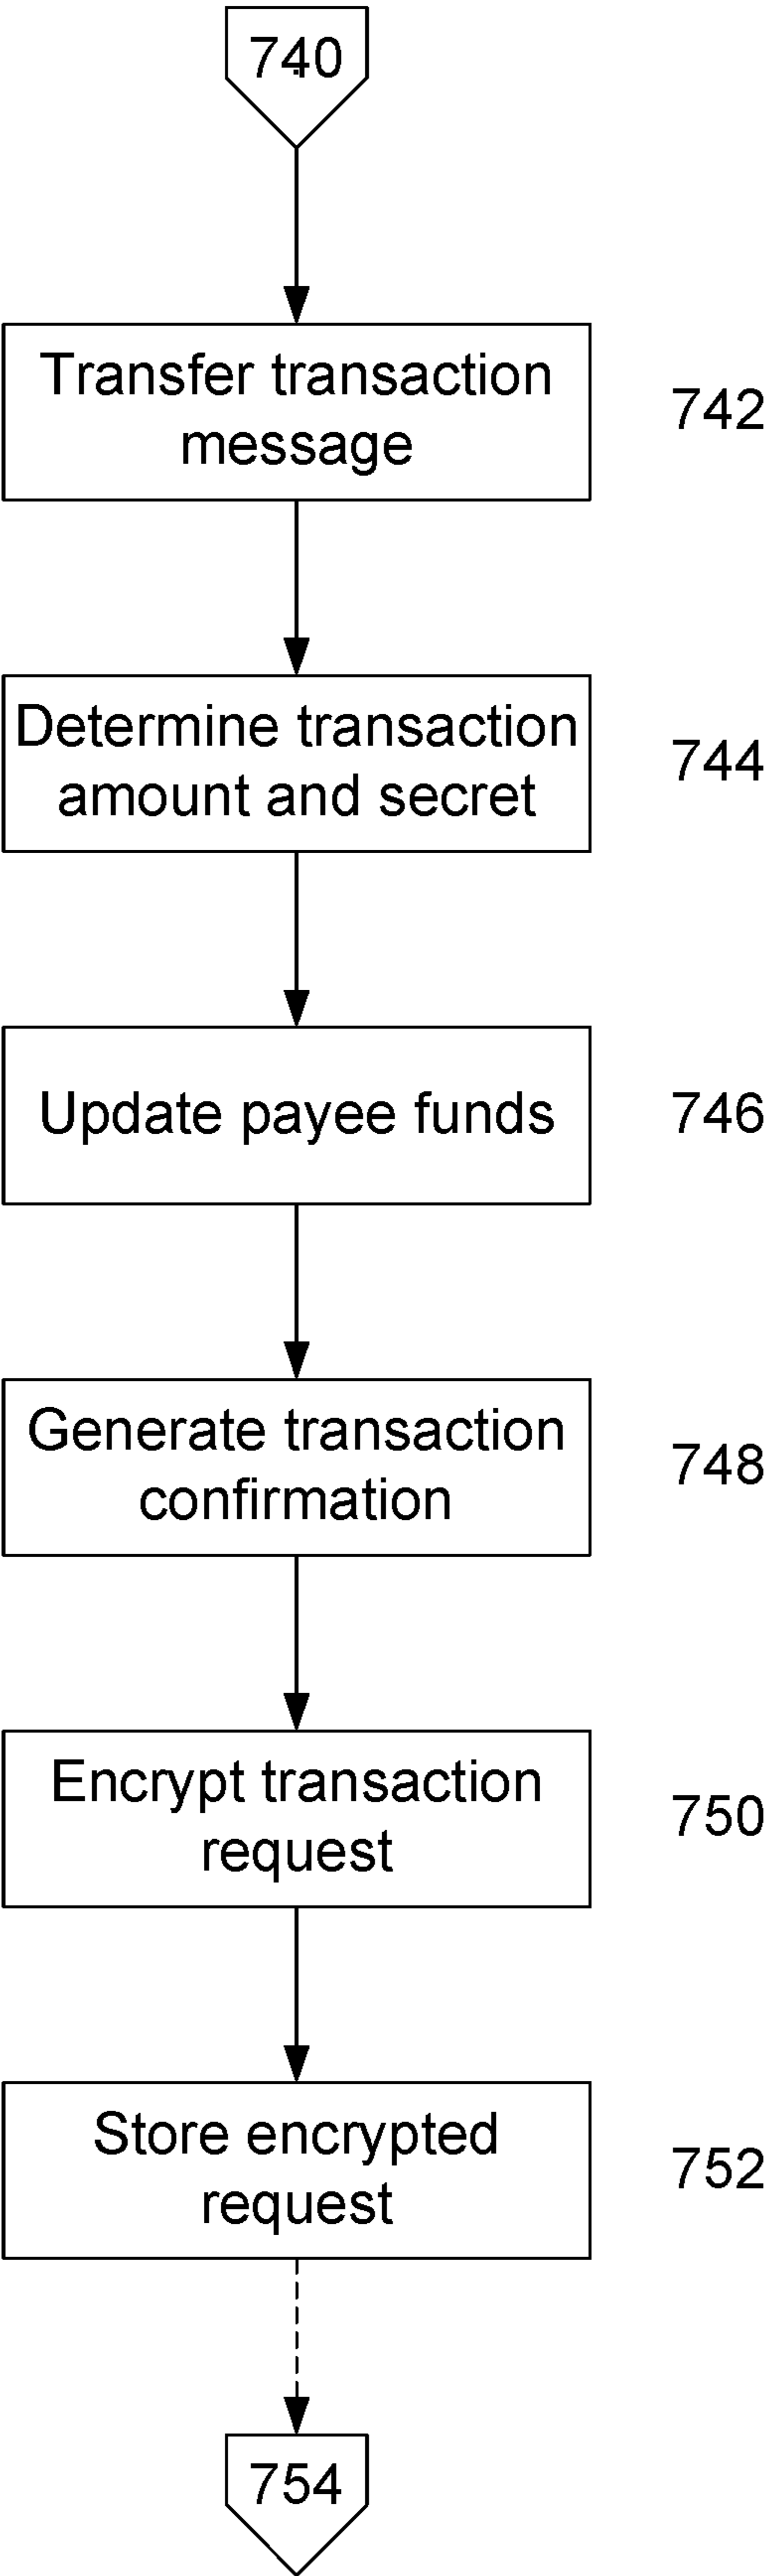 740
Transfer transaction
message
742
Determine transaction
amount and secret
744
Update payee funds
746
Generate transaction
confirmation
748
Encrypt transaction
request
750
Store encrypted
request
752
754